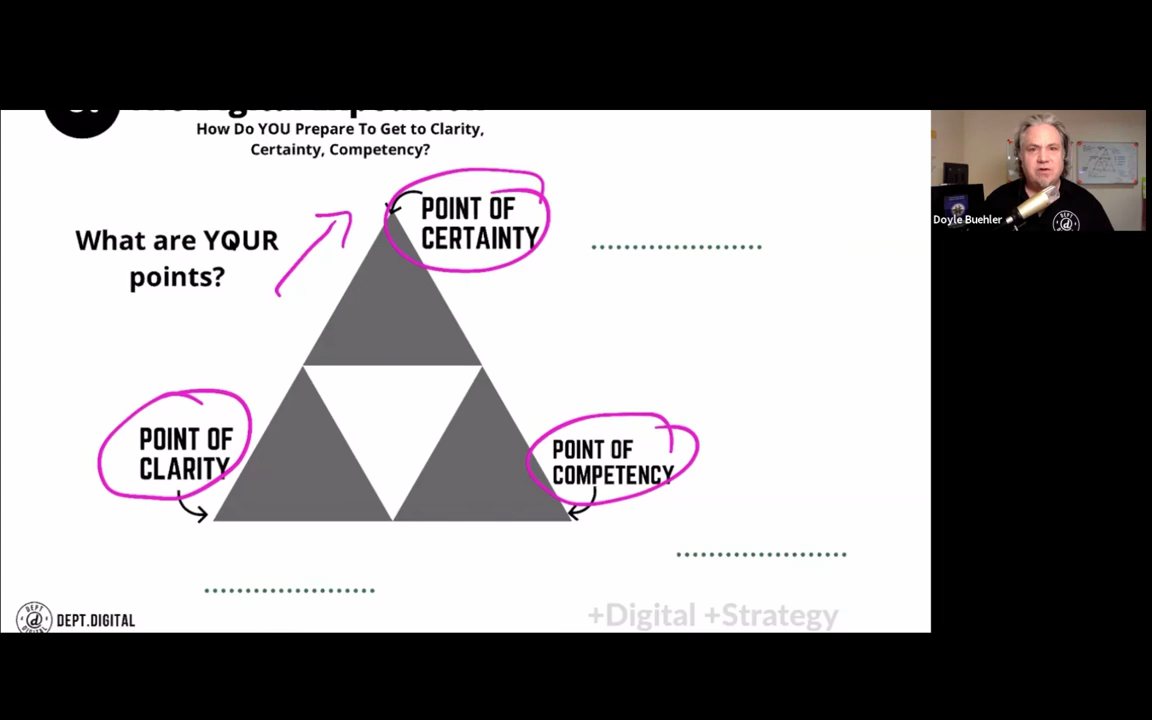 How Do YOU Prepare To Get to Clarity,
Certainty, Competency?
POINT OF
CERTAINTY
What are YOUR
points?
POINT OF
CLARITY
POINT OF
COMPETENCY
DEPT.DIGITAL
+Digital +Strategy
Doyle Buehler